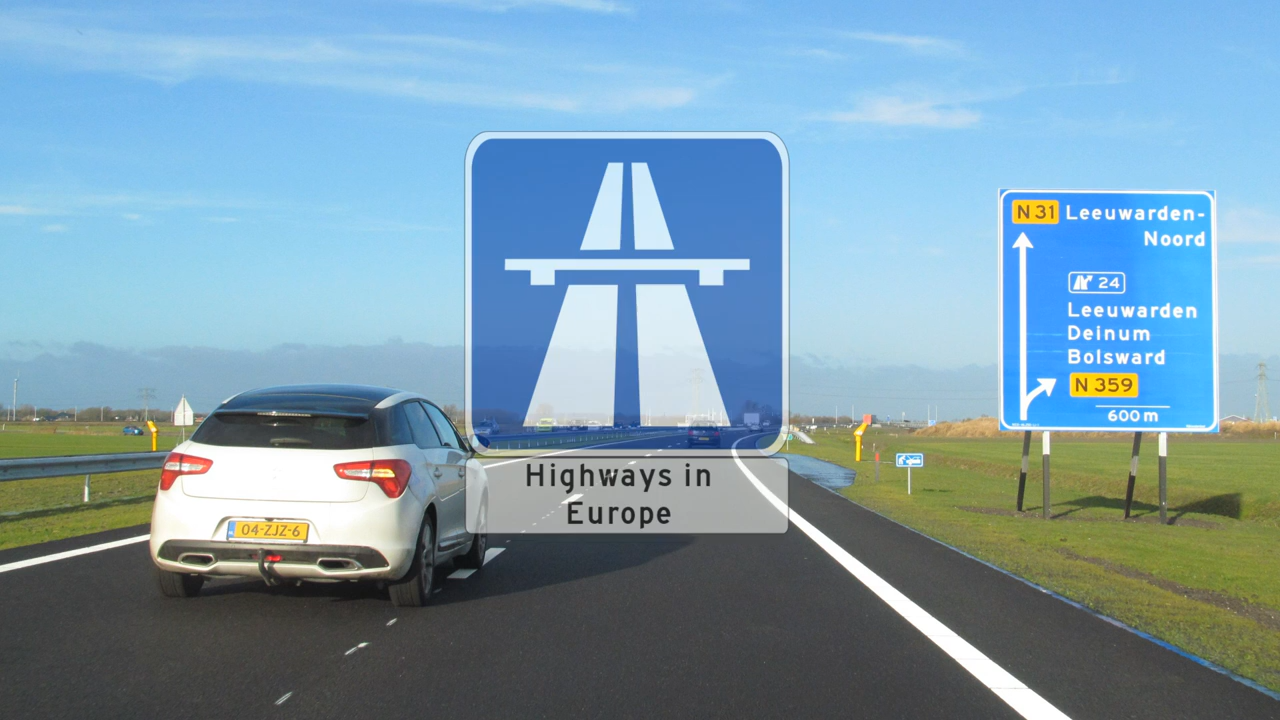 N 31 Leeuwarden-
Noord
24
Leeuwarden
Deinum
Bolsward
N 359
600 m
Highways in
Europe
04-ZJZ-6